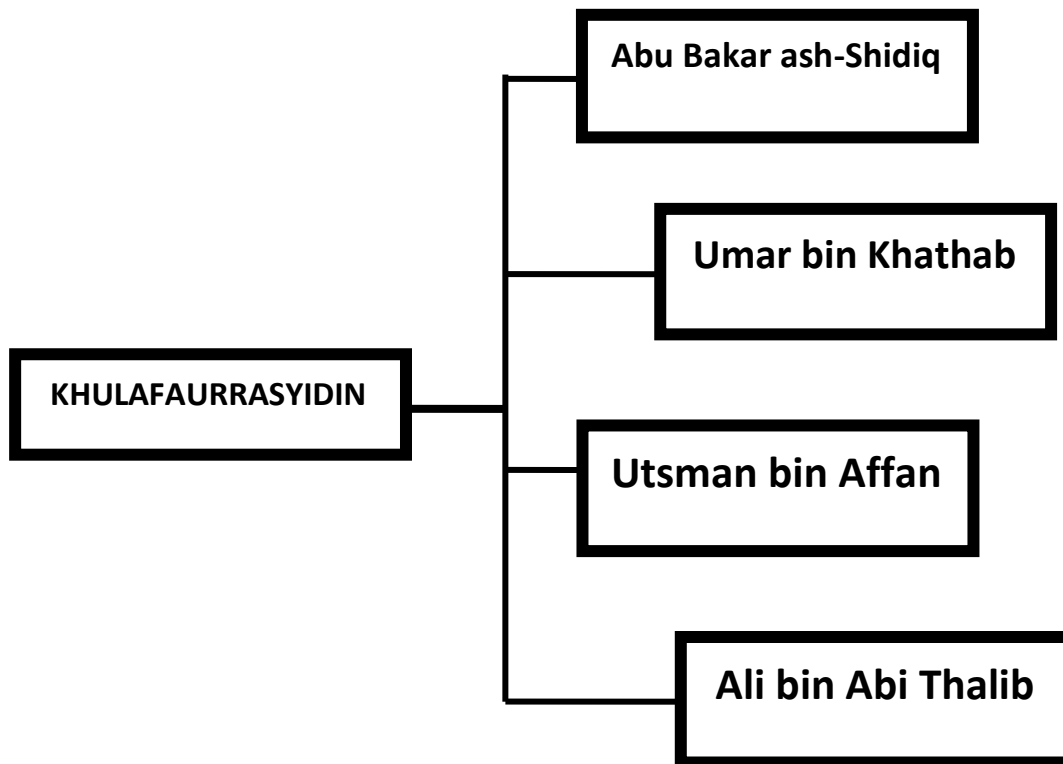 Abu Bakar ash-Shidiq
Umar bin Khathab
KHULAFAURRASYIDIN
Utsman bin Affan
Ali bin Abi Thalib